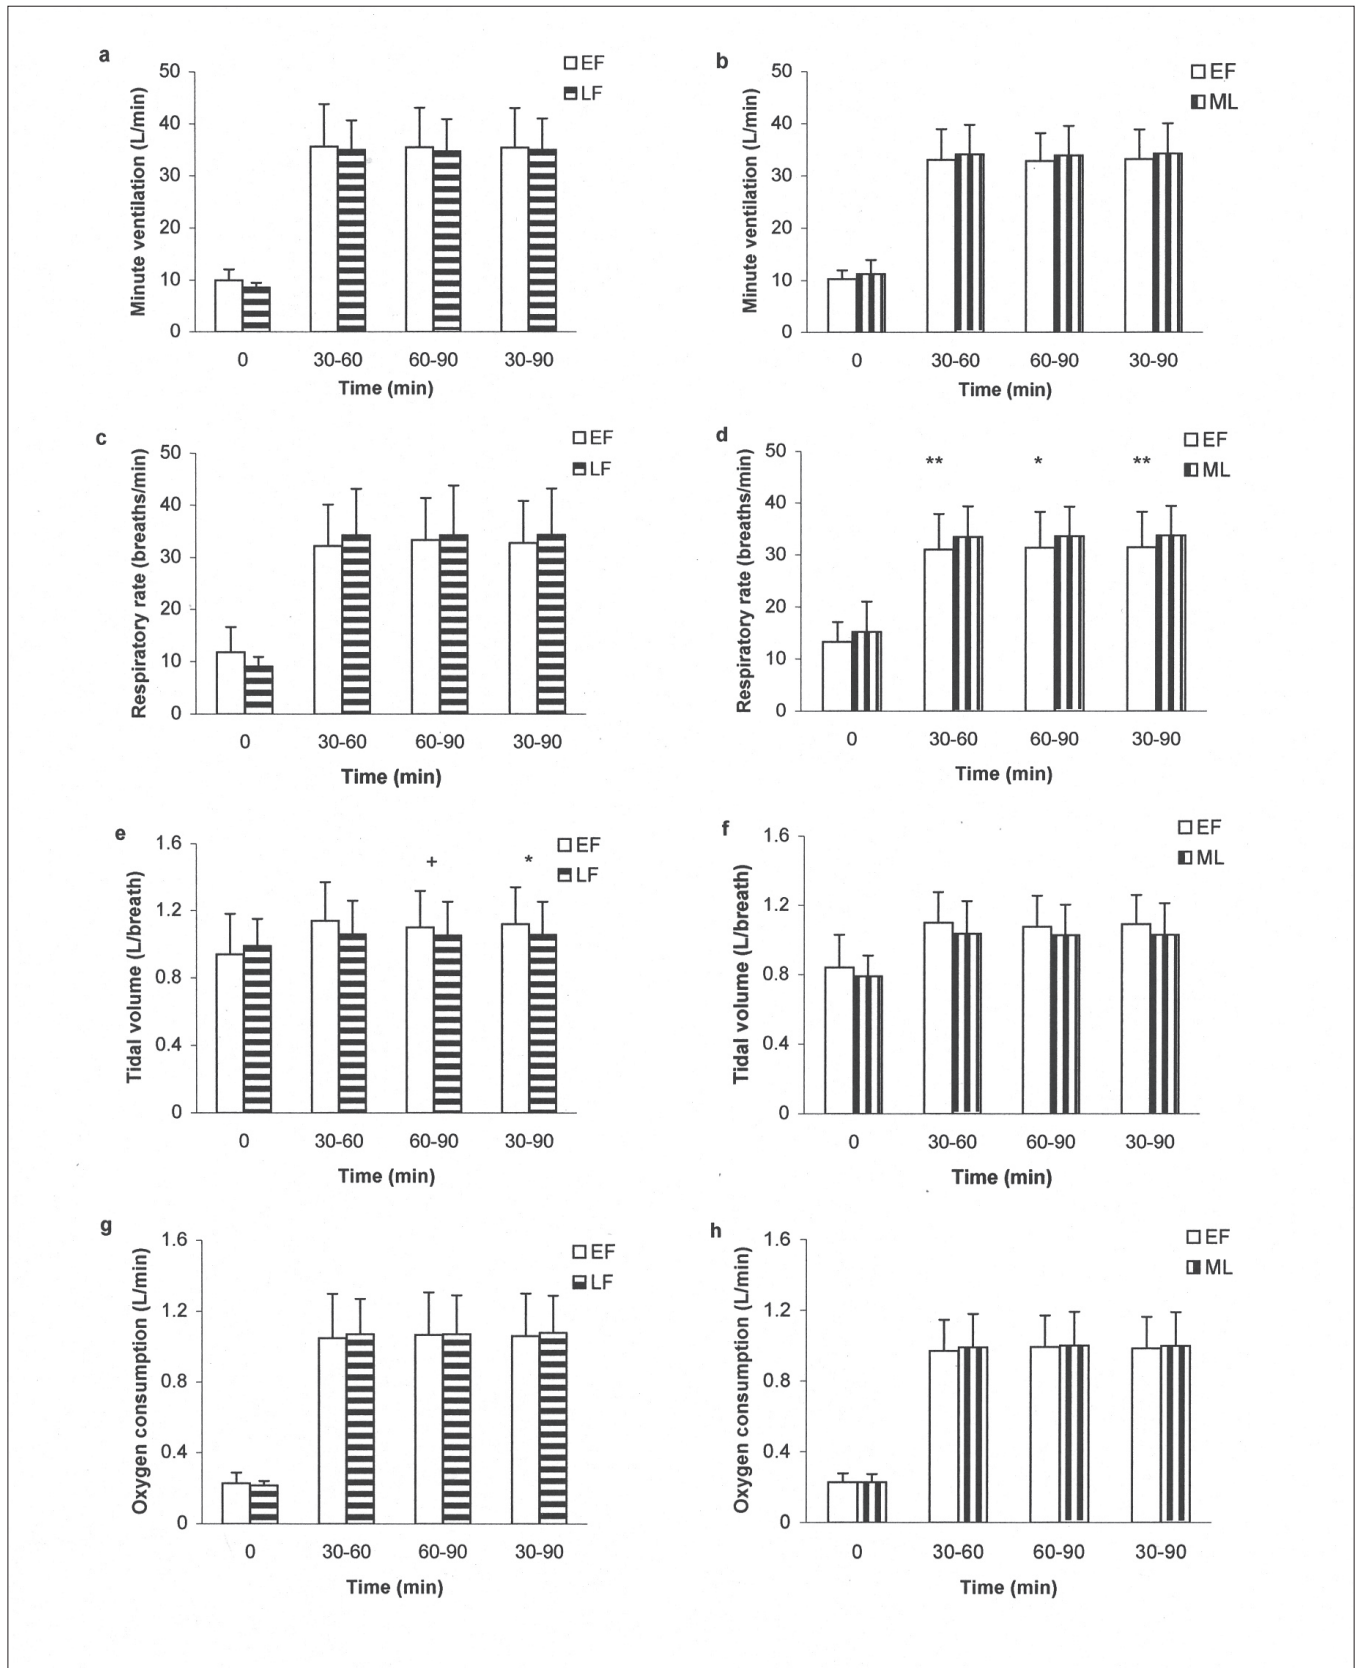 a
50
40
30
20
10
0
Minute ventilation (L/min)
EF
LF
0 30-60 60-90 30-90
Time (min)
b
50
40
30
20
10
0
Minute ventilation (L/min)
EF
ML
0 30-60 60-90 30-90
Time (min)
c
50
40
30
20
10
0
Respiratory rate (breaths/min)
EF
LF
0 30-60 60-90 30-90
Time (min)
d
50
40
30
20
10
0
Respiratory rate (breaths/min)
EF
ML
** * **
0 30-60 60-90 30-90
Time (min)
e
1.6
1.2
0.8
0.4
0
Tidal volume (L/breath)
EF
LF
+ *
0 30-60 60-90 30-90
Time (min)
f
1.6
1.2
0.8
0.4
0
Tidal volume (L/breath)
EF
ML
0 30-60 60-90 30-90
Time (min)
g
1.6
1.2
0.8
0.4
0
Oxygen consumption (L/min)
EF
LF
0 30-60 60-90 30-90
Time (min)
h
1.6
1.2
0.8
0.4
0
Oxygen consumption (L/min)
EF
ML
0 30-60 60-90 30-90
Time (min)